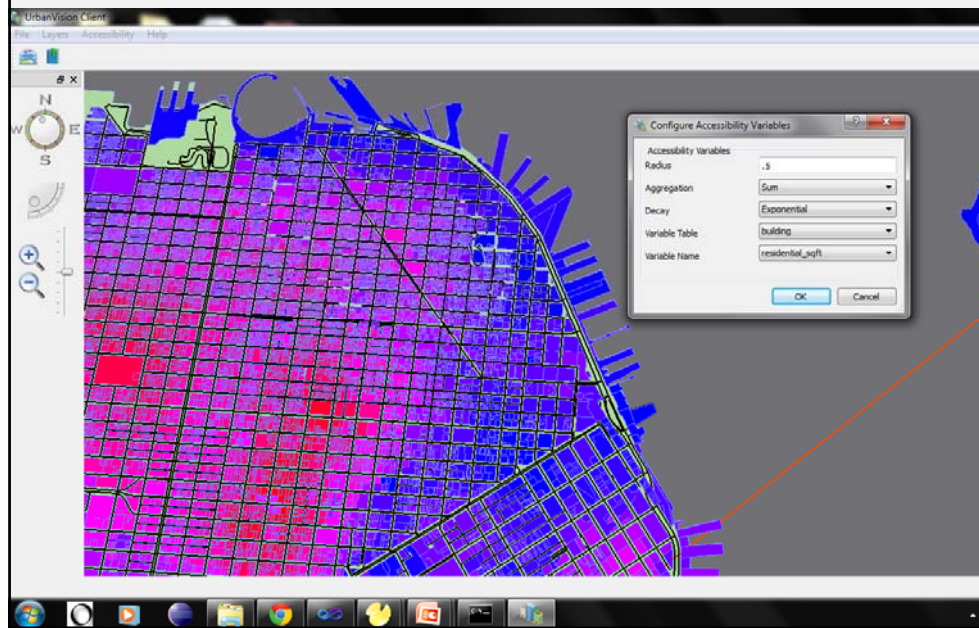 UrbanVision Client
File Layers Accessibility Help
N
W E
S
Configure Accessibility Variables
Accessibility Variables
Radius .5
Aggregation Sum
Decay Exponential
Variable Table building
Variable Name residential_sqft
OK Cancel